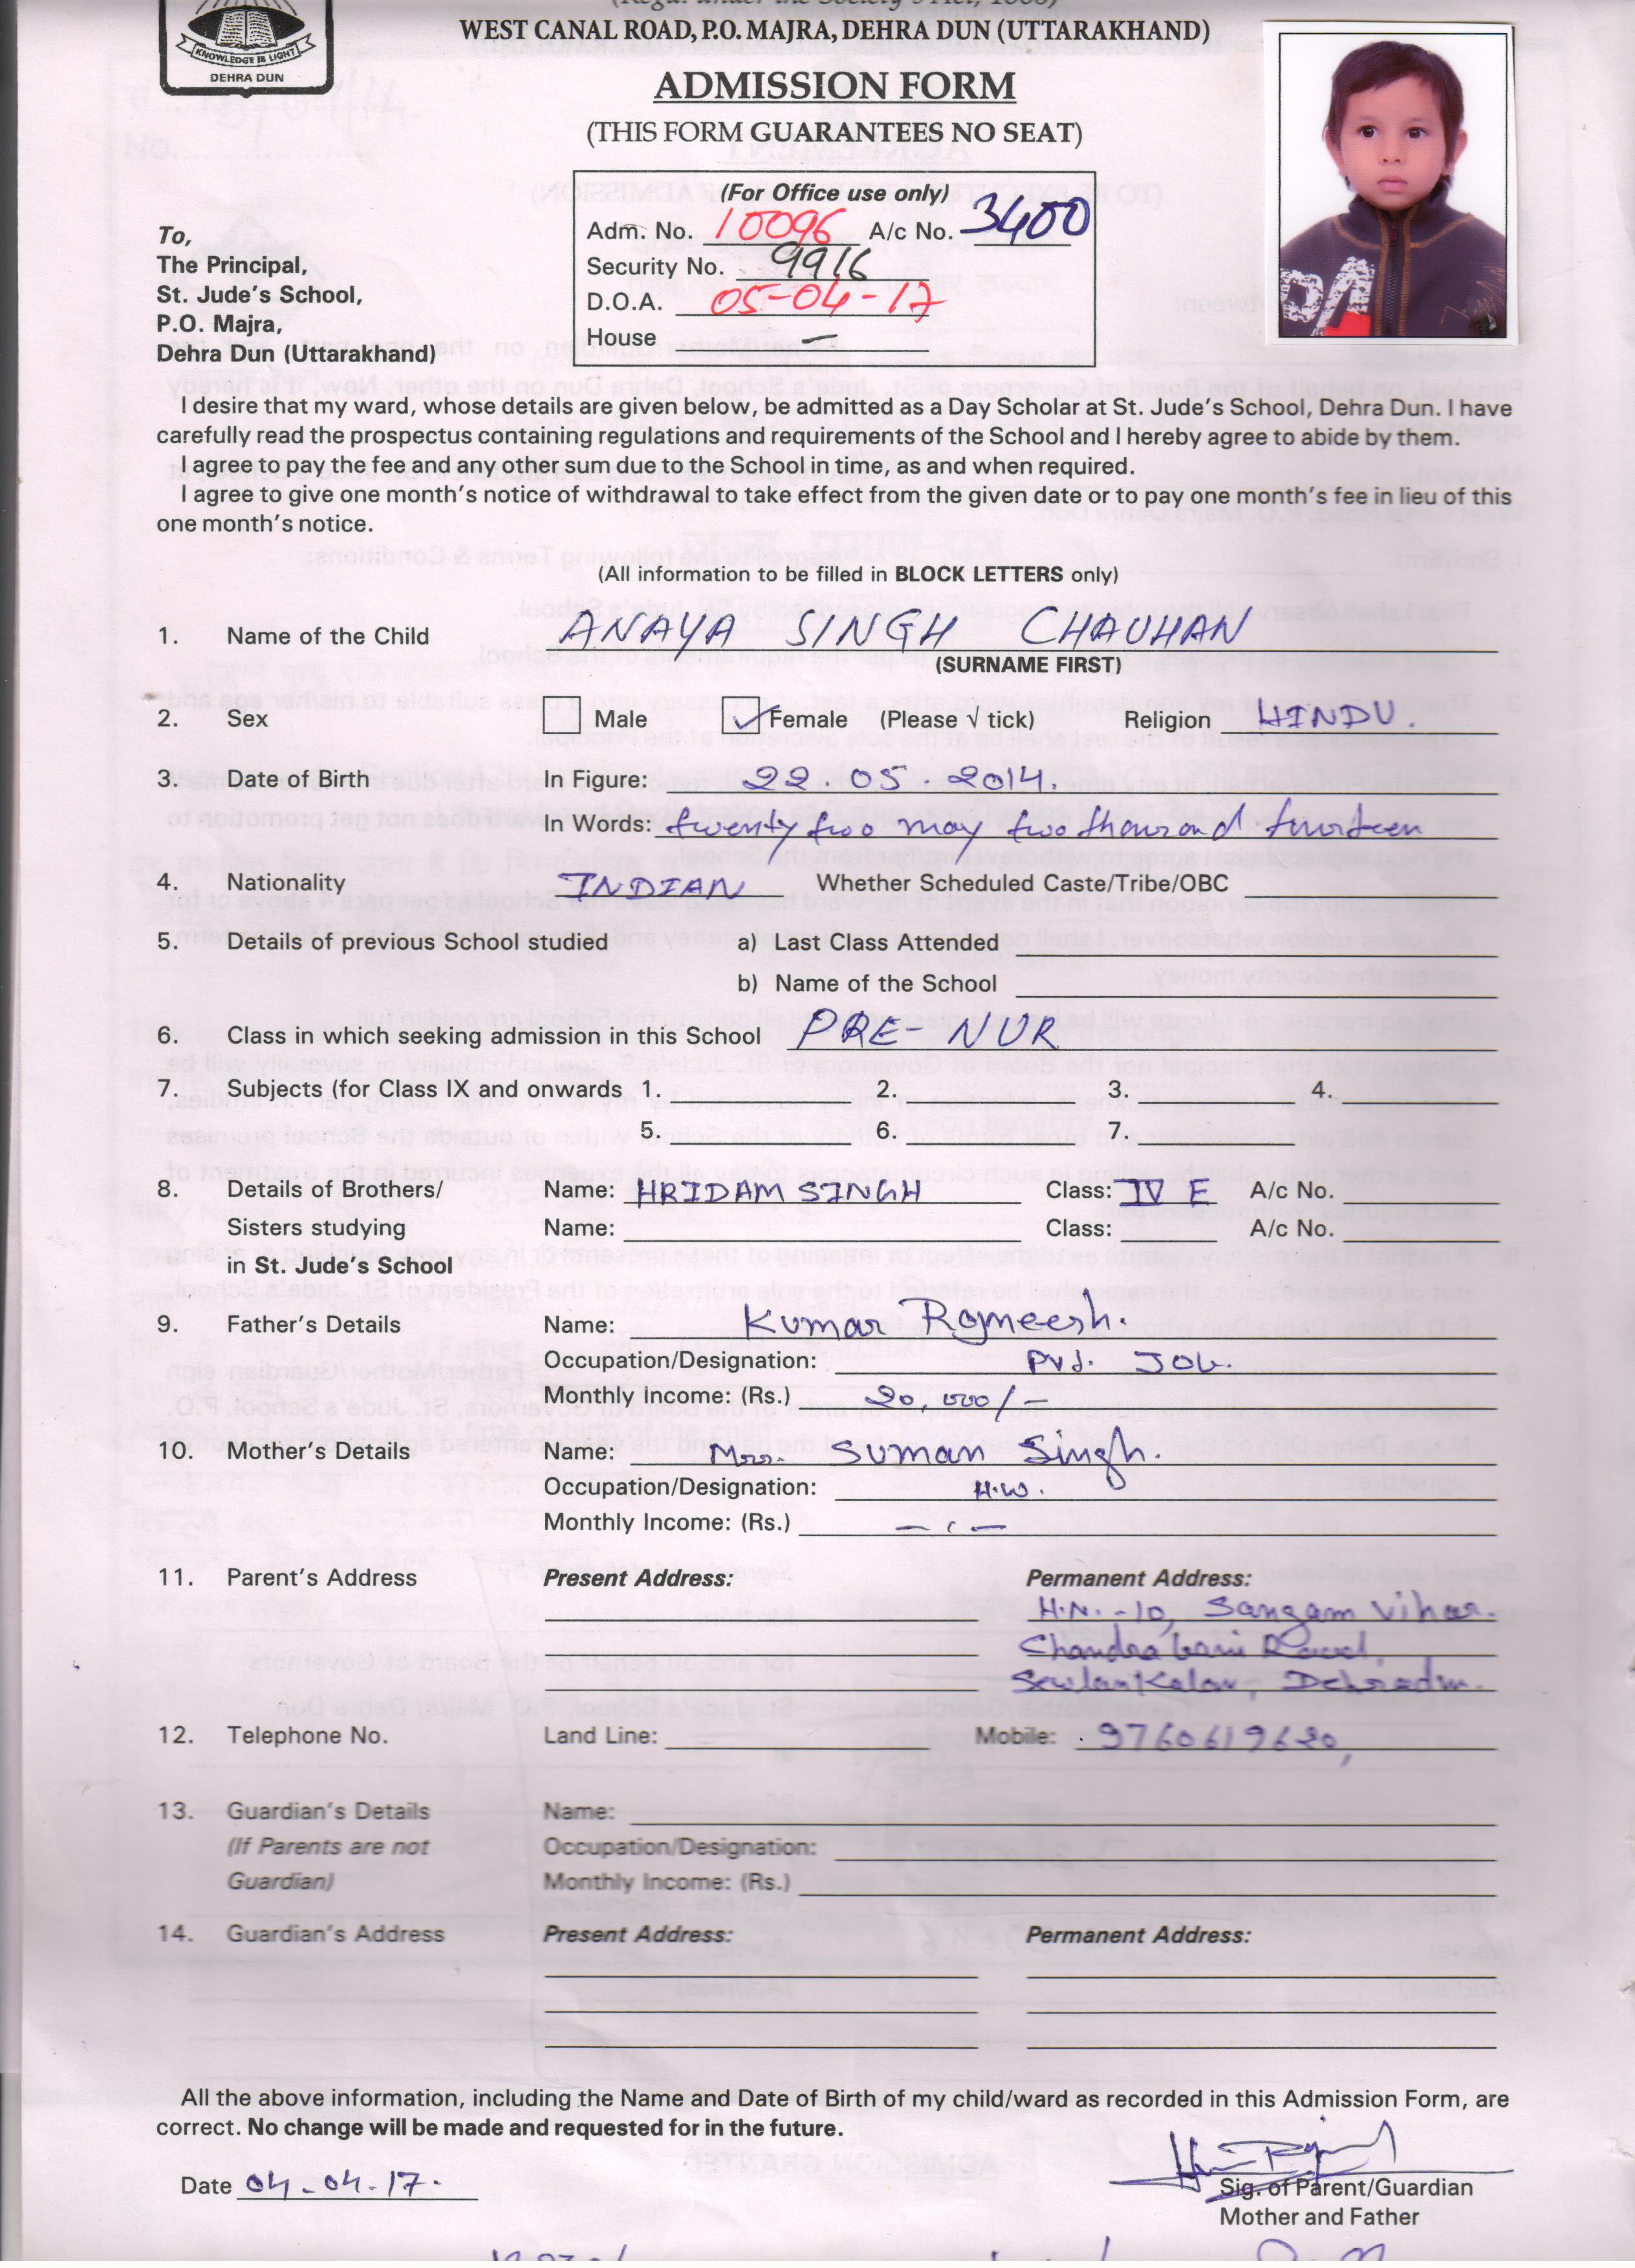 KNOWLEDGE IS LIGHT
DEHRA DUN
WEST CANAL ROAD, P.O. MAJRA, DEHRA DUN (UTTARAKHAND)
ADMISSION FORM
(THIS FORM GUARANTEES NO SEAT)
(For Office use only)
Adm. No. 10096 A/c No. 3400
Security No. 9916
D.O.A. 05-04-17
House —
To,
The Principal,
St. Jude's School,
P.O. Majra,
Dehra Dun (Uttarakhand)
I desire that my ward, whose details are given below, be admitted as a Day Scholar at St. Jude's School, Dehra Dun. I have
carefully read the prospectus containing regulations and requirements of the School and I hereby agree to abide by them.
I agree to pay the fee and any other sum due to the School in time, as and when required.
I agree to give one month's notice of withdrawal to take effect from the given date or to pay one month's fee in lieu of this
one month's notice.
(All information to be filled in BLOCK LETTERS only)
1. Name of the Child ANAYA SINGH CHAUHAN
(SURNAME FIRST)
2. Sex Male Female (Please √ tick) Religion HINDU.
3. Date of Birth In Figure: 22.05.2014.
In Words: twenty two may two thousand fourteen
4. Nationality INDIAN Whether Scheduled Caste/Tribe/OBC
5. Details of previous School studied a) Last Class Attended
b) Name of the School
6. Class in which seeking admission in this School PRE-NUR
7. Subjects (for Class IX and onwards 1. 2. 3. 4.
5. 6. 7.
8. Details of Brothers/ Name: HRIDAM SINGH Class: IV E A/c No.
Sisters studying Name: Class: A/c No.
in St. Jude's School
9. Father's Details Name: Kumar Rajneesh.
Occupation/Designation: Pvt. Job.
Monthly Income: (Rs.) 20,000/-
10. Mother's Details Name: Mrs. Suman Singh.
Occupation/Designation: H.W.
Monthly Income: (Rs.)
11. Parent's Address Present Address: Permanent Address:
H.N.-10, Sangam Vihar.
Chandrabani Road,
Sewlankalan, Dehradun.
12. Telephone No. Land Line: Mobile: 9760619620,
13. Guardian's Details Name:
(If Parents are not Occupation/Designation:
Guardian) Monthly Income: (Rs.)
14. Guardian's Address Present Address: Permanent Address:
All the above information, including the Name and Date of Birth of my child/ward as recorded in this Admission Form, are
correct. No change will be made and requested for in the future.
Date 04.04.17.
Sig. of Parent/Guardian
Mother and Father